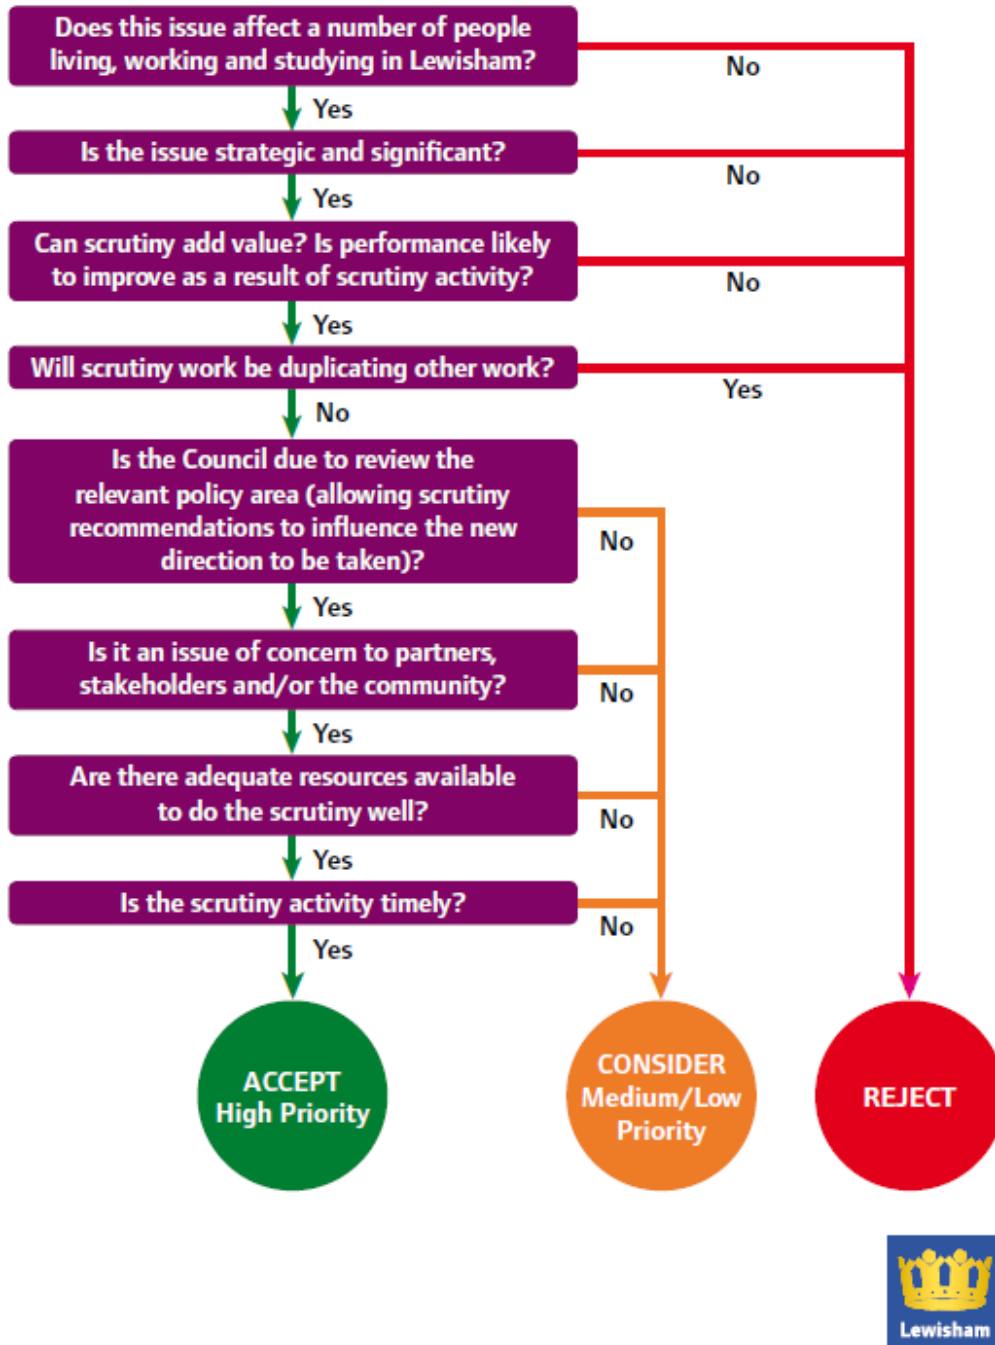 Does this issue affect a number of people
living, working and studying in Lewisham?
No
Yes
Is the issue strategic and significant?
No
Yes
Can scrutiny add value? Is performance likely
to improve as a result of scrutiny activity?
No
Yes
Will scrutiny work be duplicating other work?
Yes
No
Is the Council due to review the
relevant policy area (allowing scrutiny
recommendations to influence the new
direction to be taken)?
No
Yes
Is it an issue of concern to partners,
stakeholders and/or the community?
No
Yes
Are there adequate resources available
to do the scrutiny well?
No
Yes
Is the scrutiny activity timely?
No
Yes
ACCEPT
High Priority
CONSIDER
Medium/Low
Priority
REJECT
Lewisham